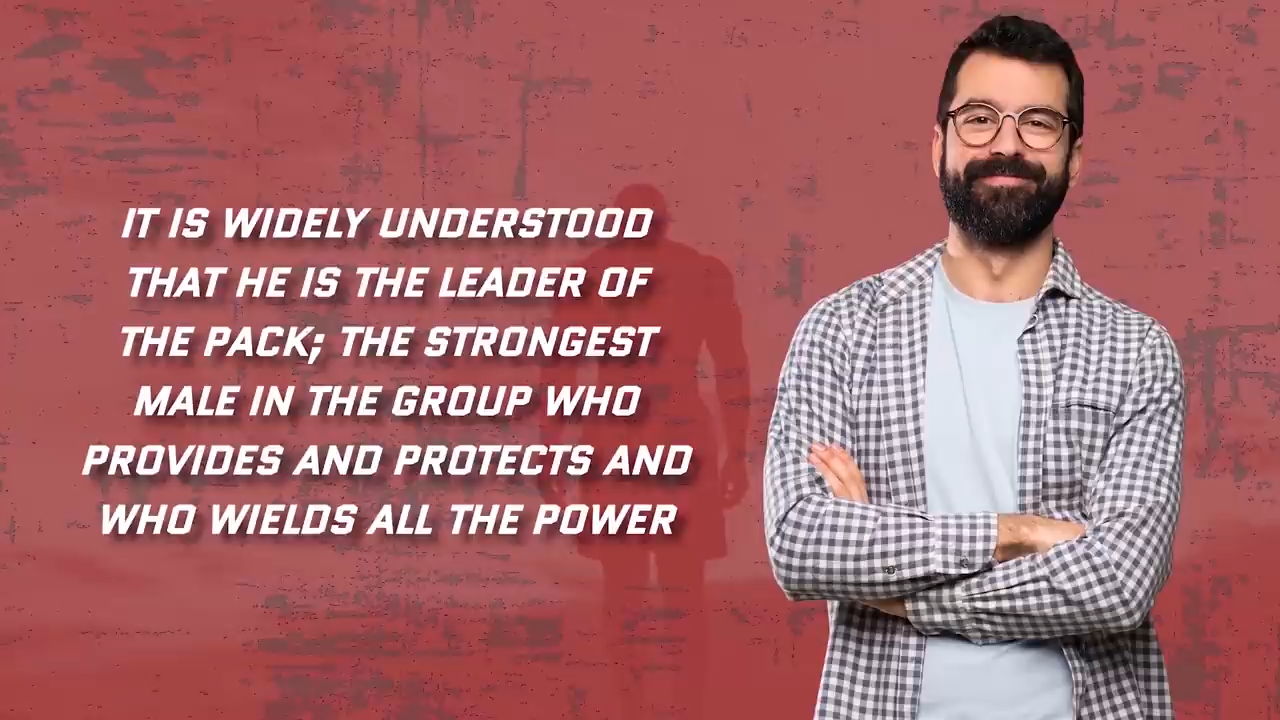 IT IS WIDELY UNDERSTOOD
THAT HE IS THE LEADER OF
THE PACK; THE STRONGEST
MALE IN THE GROUP WHO
PROVIDES AND PROTECTS AND
WHO WIELDS ALL THE POWER